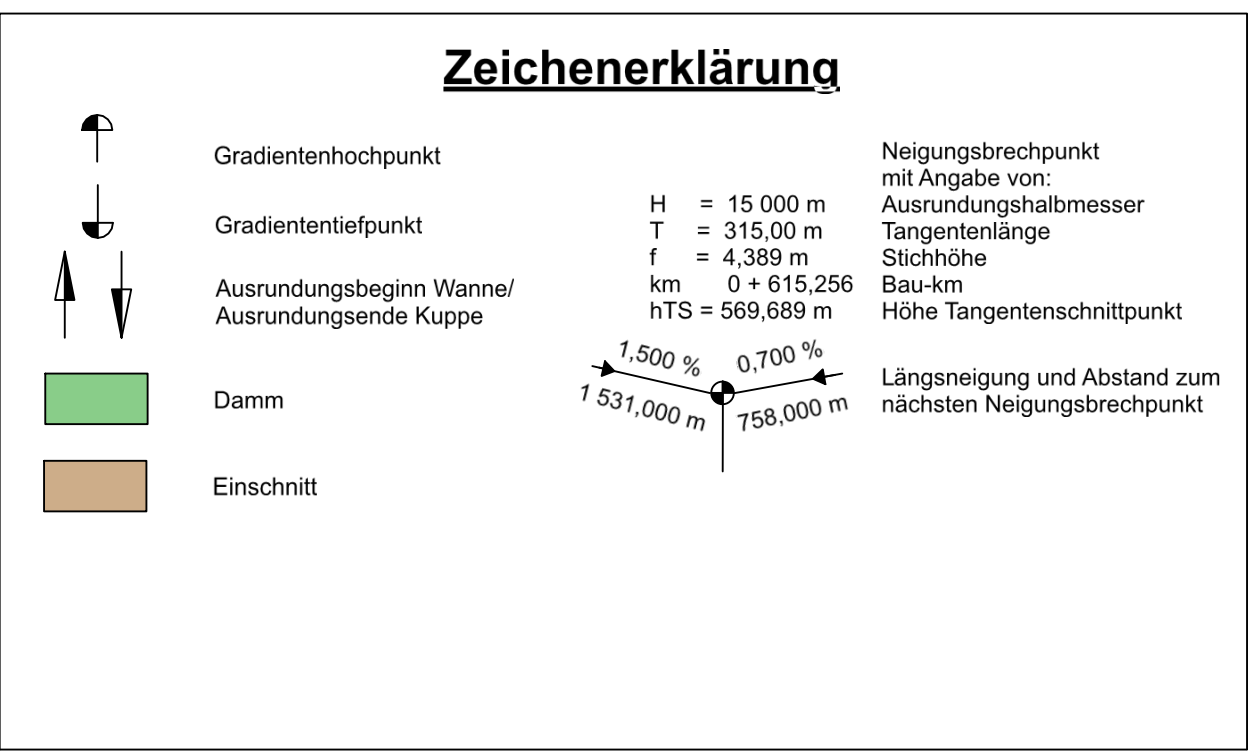 Zeichenerklärung
Gradientenhochpunkt
Gradiententiefpunkt
Ausrundungsbeginn Wanne/
Ausrundungsende Kuppe
Damm
Einschnitt
Neigungsbrechpunkt
mit Angabe von:
H = 15 000 m Ausrundungshalbmesser
T = 315,00 m Tangentenlänge
f = 4,389 m Stichhöhe
km 0 + 615,256 Bau-km
hTS = 569,689 m Höhe Tangentenschnittpunkt
1,500 % 0,700 %
1 531,000 m 758,000 m
Längsneigung und Abstand zum
nächsten Neigungsbrechpunkt